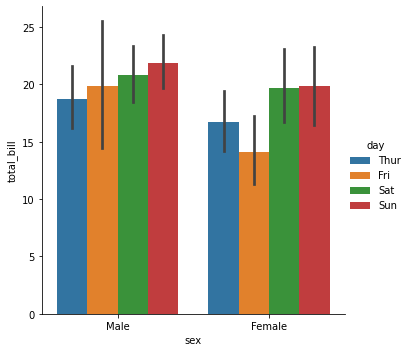 25
20
15
10
5
0
total_bill
Male
Female
sex
day
Thur
Fri
Sat
Sun